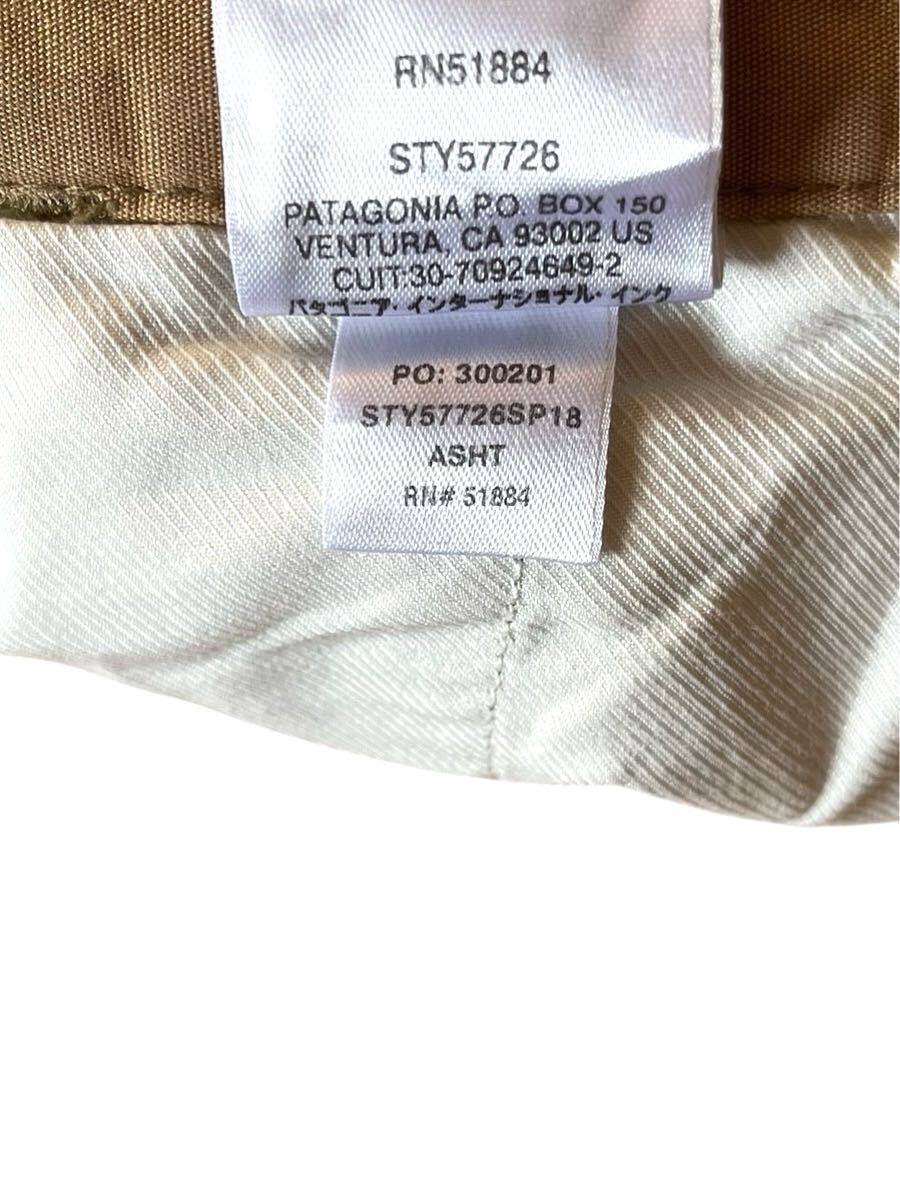 RN51884
STY57726
PATAGONIA P.O. BOX 150
VENTURA, CA 93002 US
CUIT:30-70924649-2
パタゴニア・インターナショナル・インク
PO: 300201
STY57726SP18
ASHT
RN# 51884